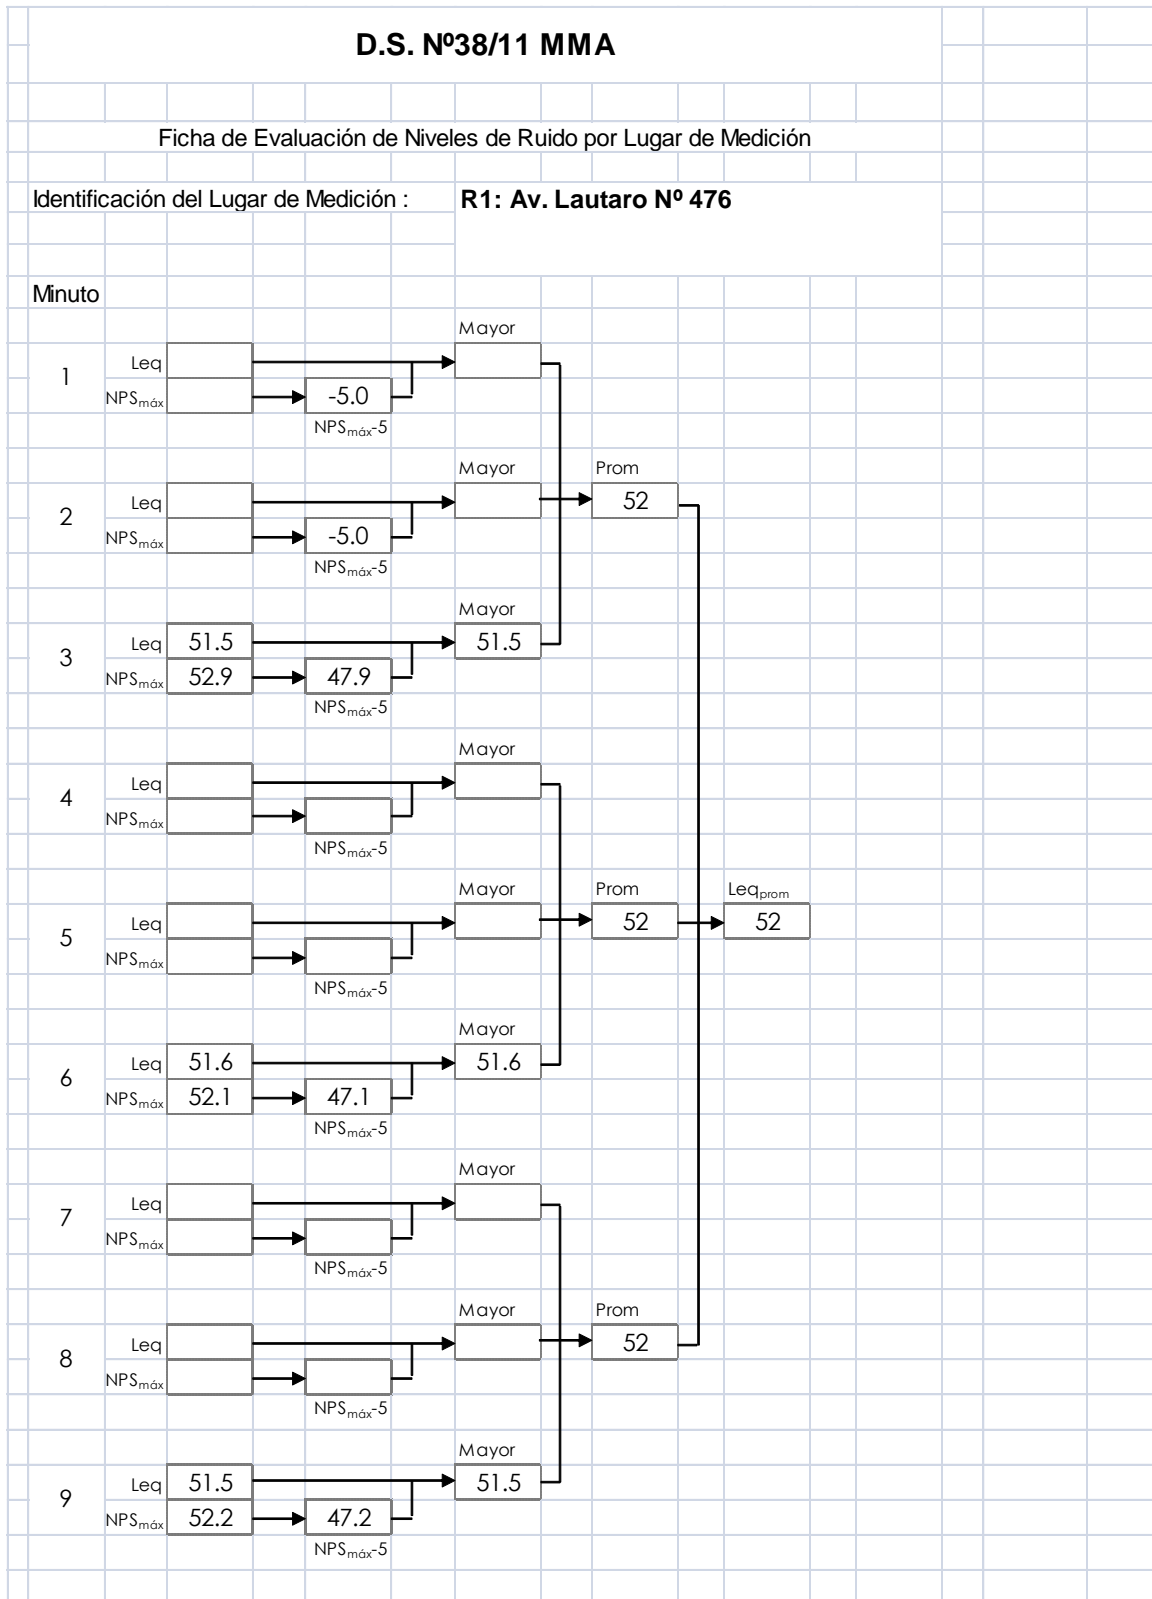 D.S. Nº38/11 MMA
Ficha de Evaluación de Niveles de Ruido por Lugar de Medición
Identificación del Lugar de Medición : R1: Av. Lautaro Nº 476
Minuto
Mayor
1 Leq
NPSmáx -5.0
NPSmáx-5
Mayor Prom
2 Leq 52
NPSmáx -5.0
NPSmáx-5
Mayor
3 Leq 51.5 51.5
NPSmáx 52.9 47.9
NPSmáx-5
Mayor
4 Leq
NPSmáx
NPSmáx-5
Mayor Prom Leqprom
5 Leq 52 52
NPSmáx
NPSmáx-5
Mayor
6 Leq 51.6 51.6
NPSmáx 52.1 47.1
NPSmáx-5
Mayor
7 Leq
NPSmáx
NPSmáx-5
Mayor Prom
8 Leq 52
NPSmáx
NPSmáx-5
Mayor
9 Leq 51.5 51.5
NPSmáx 52.2 47.2
NPSmáx-5